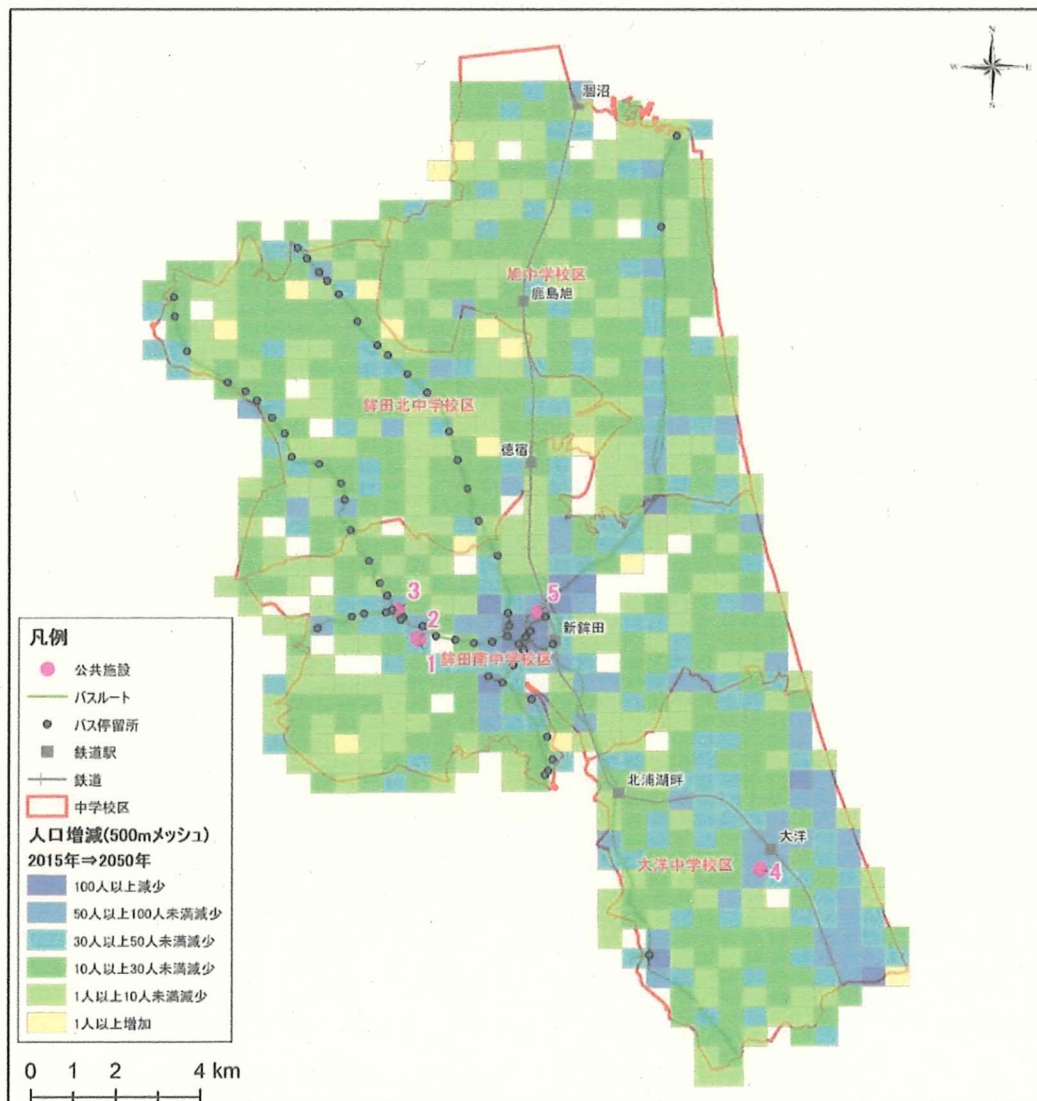 N
W
E
S
涸沼
旭中学校区
鹿島旭
鉾田北中学校区
徳宿
3
5
2
新鉾田
1
鉾田南中学校区
北浦湖畔
大洋
大洋中学校区
4
凡例
公共施設
バスルート
バス停留所
鉄道駅
鉄道
中学校区
人口増減(500mメッシュ)
2015年⇒2050年
100人以上減少
50人以上100人未満減少
30人以上50人未満減少
10人以上30人未満減少
1人以上10人未満減少
1人以上増加
0 1 2 4 km